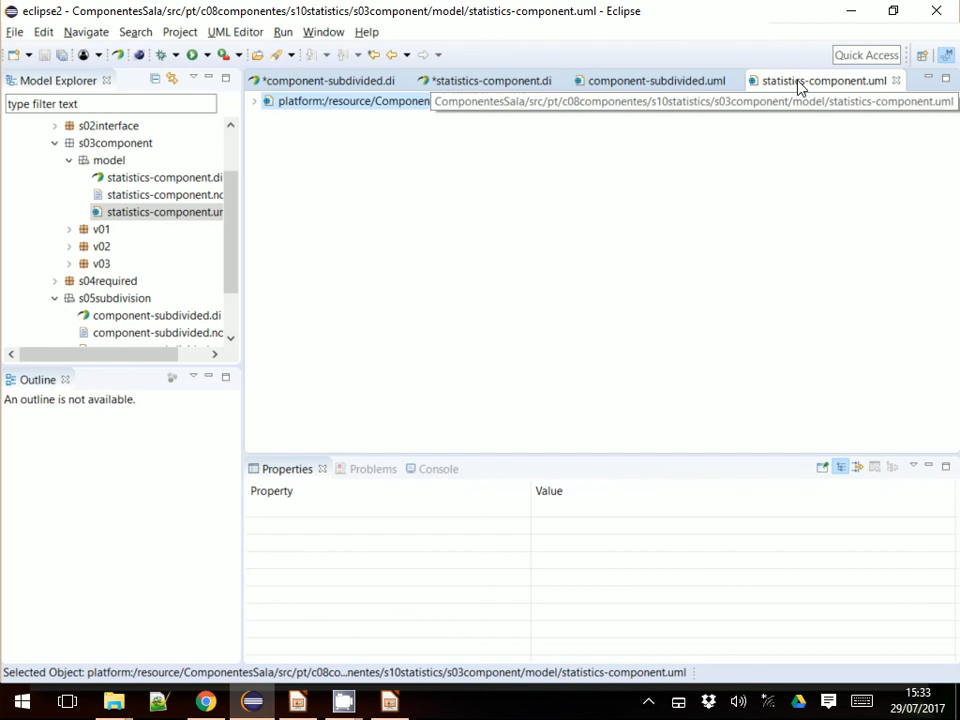 eclipse2 - ComponentesSala/src/pt/c08componentes/s10statistics/s03component/model/statistics-component.uml - Eclipse
File Edit Navigate Search Project UML Editor Run Window Help
Quick Access
Model Explorer
*component-subdivided.di
*statistics-component.di
component-subdivided.uml
statistics-component.uml
type filter text
platform:/resource/Componen
ComponentesSala/src/pt/c08componentes/s10statistics/s03component/model/statistics-component.uml
s02interface
s03component
model
statistics-component.di
statistics-component.nc
statistics-component.ur
v01
v02
v03
s04required
s05subdivision
component-subdivided.di
component-subdivided.nc
Outline
An outline is not available.
Properties
Problems
Console
Property
Value
Selected Object: platform:/resource/ComponentesSala/src/pt/c08co...nentes/s10statistics/s03component/model/statistics-component.uml
15:33
29/07/2017